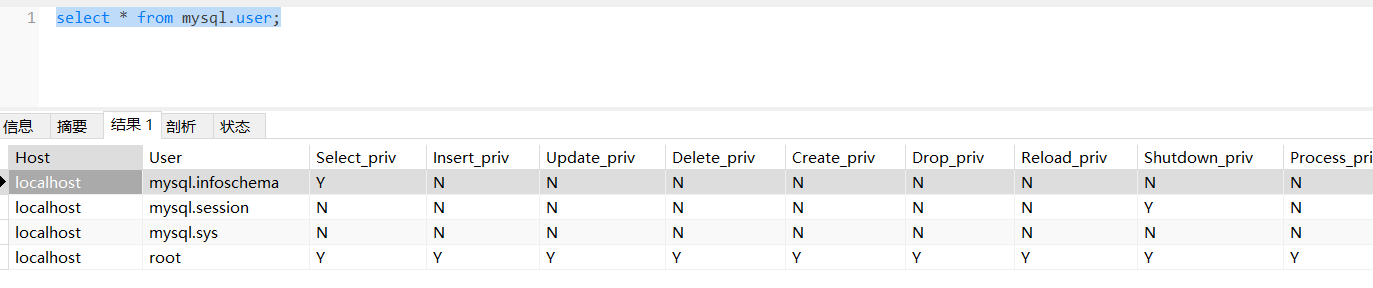 1 select * from mysql.user;
信息 摘要 结果 1 剖析 状态
Host User Select_priv Insert_priv Update_priv Delete_priv Create_priv Drop_priv Reload_priv Shutdown_priv Process_pri
localhost mysql.infoschema Y N N N N N N N N
localhost mysql.session N N N N N N N Y N
localhost mysql.sys N N N N N N N N N
localhost root Y Y Y Y Y Y Y Y Y